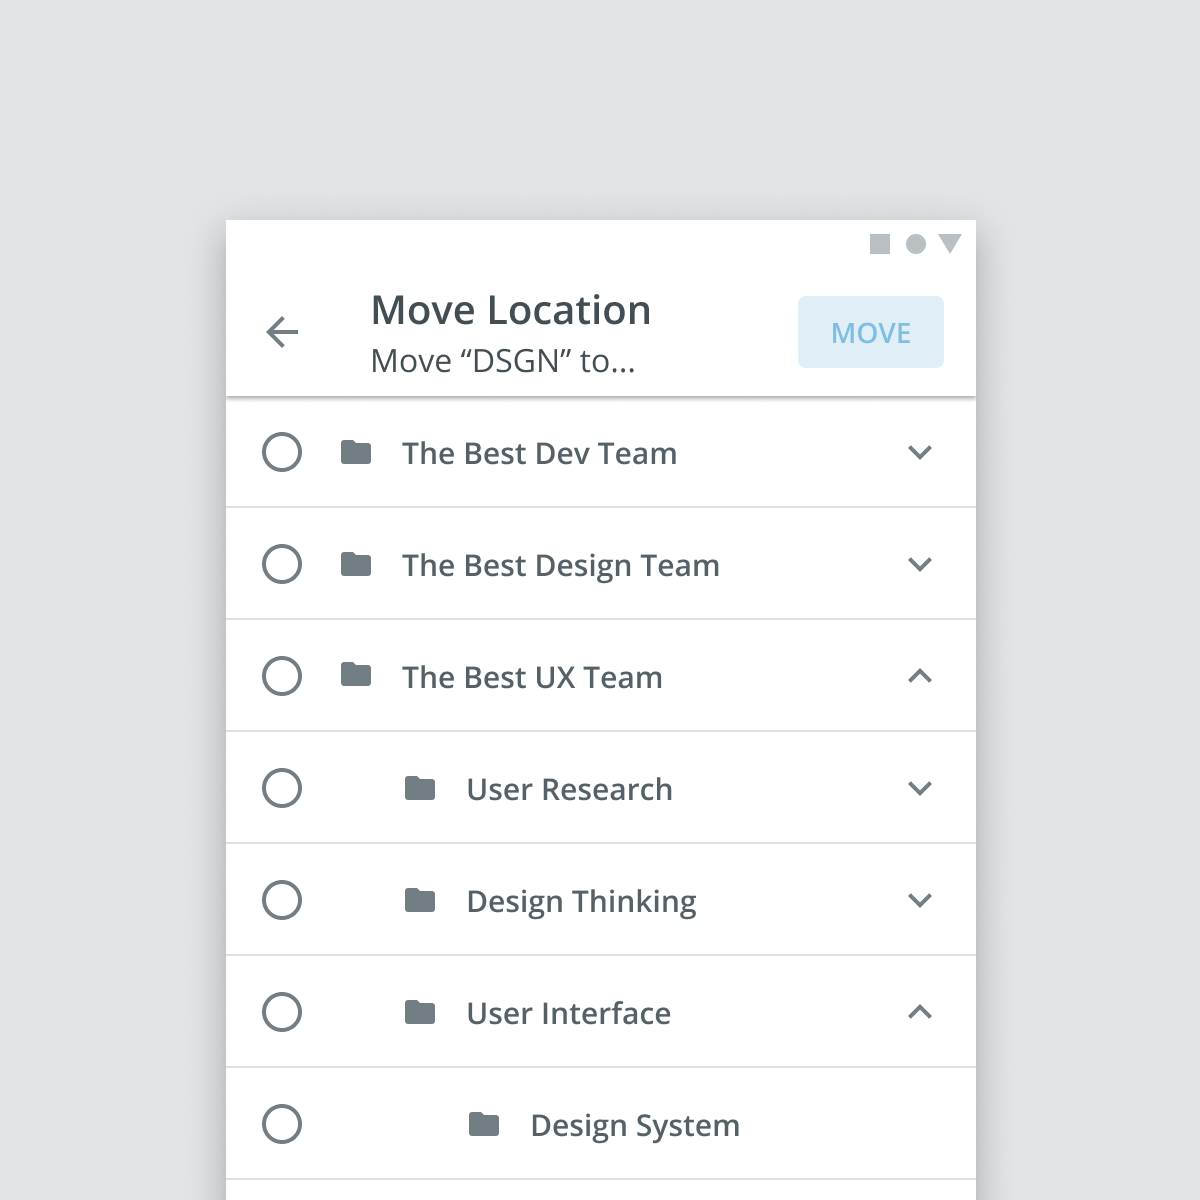 Move Location
Move “DSGN” to...
MOVE
The Best Dev Team
The Best Design Team
The Best UX Team
User Research
Design Thinking
User Interface
Design System